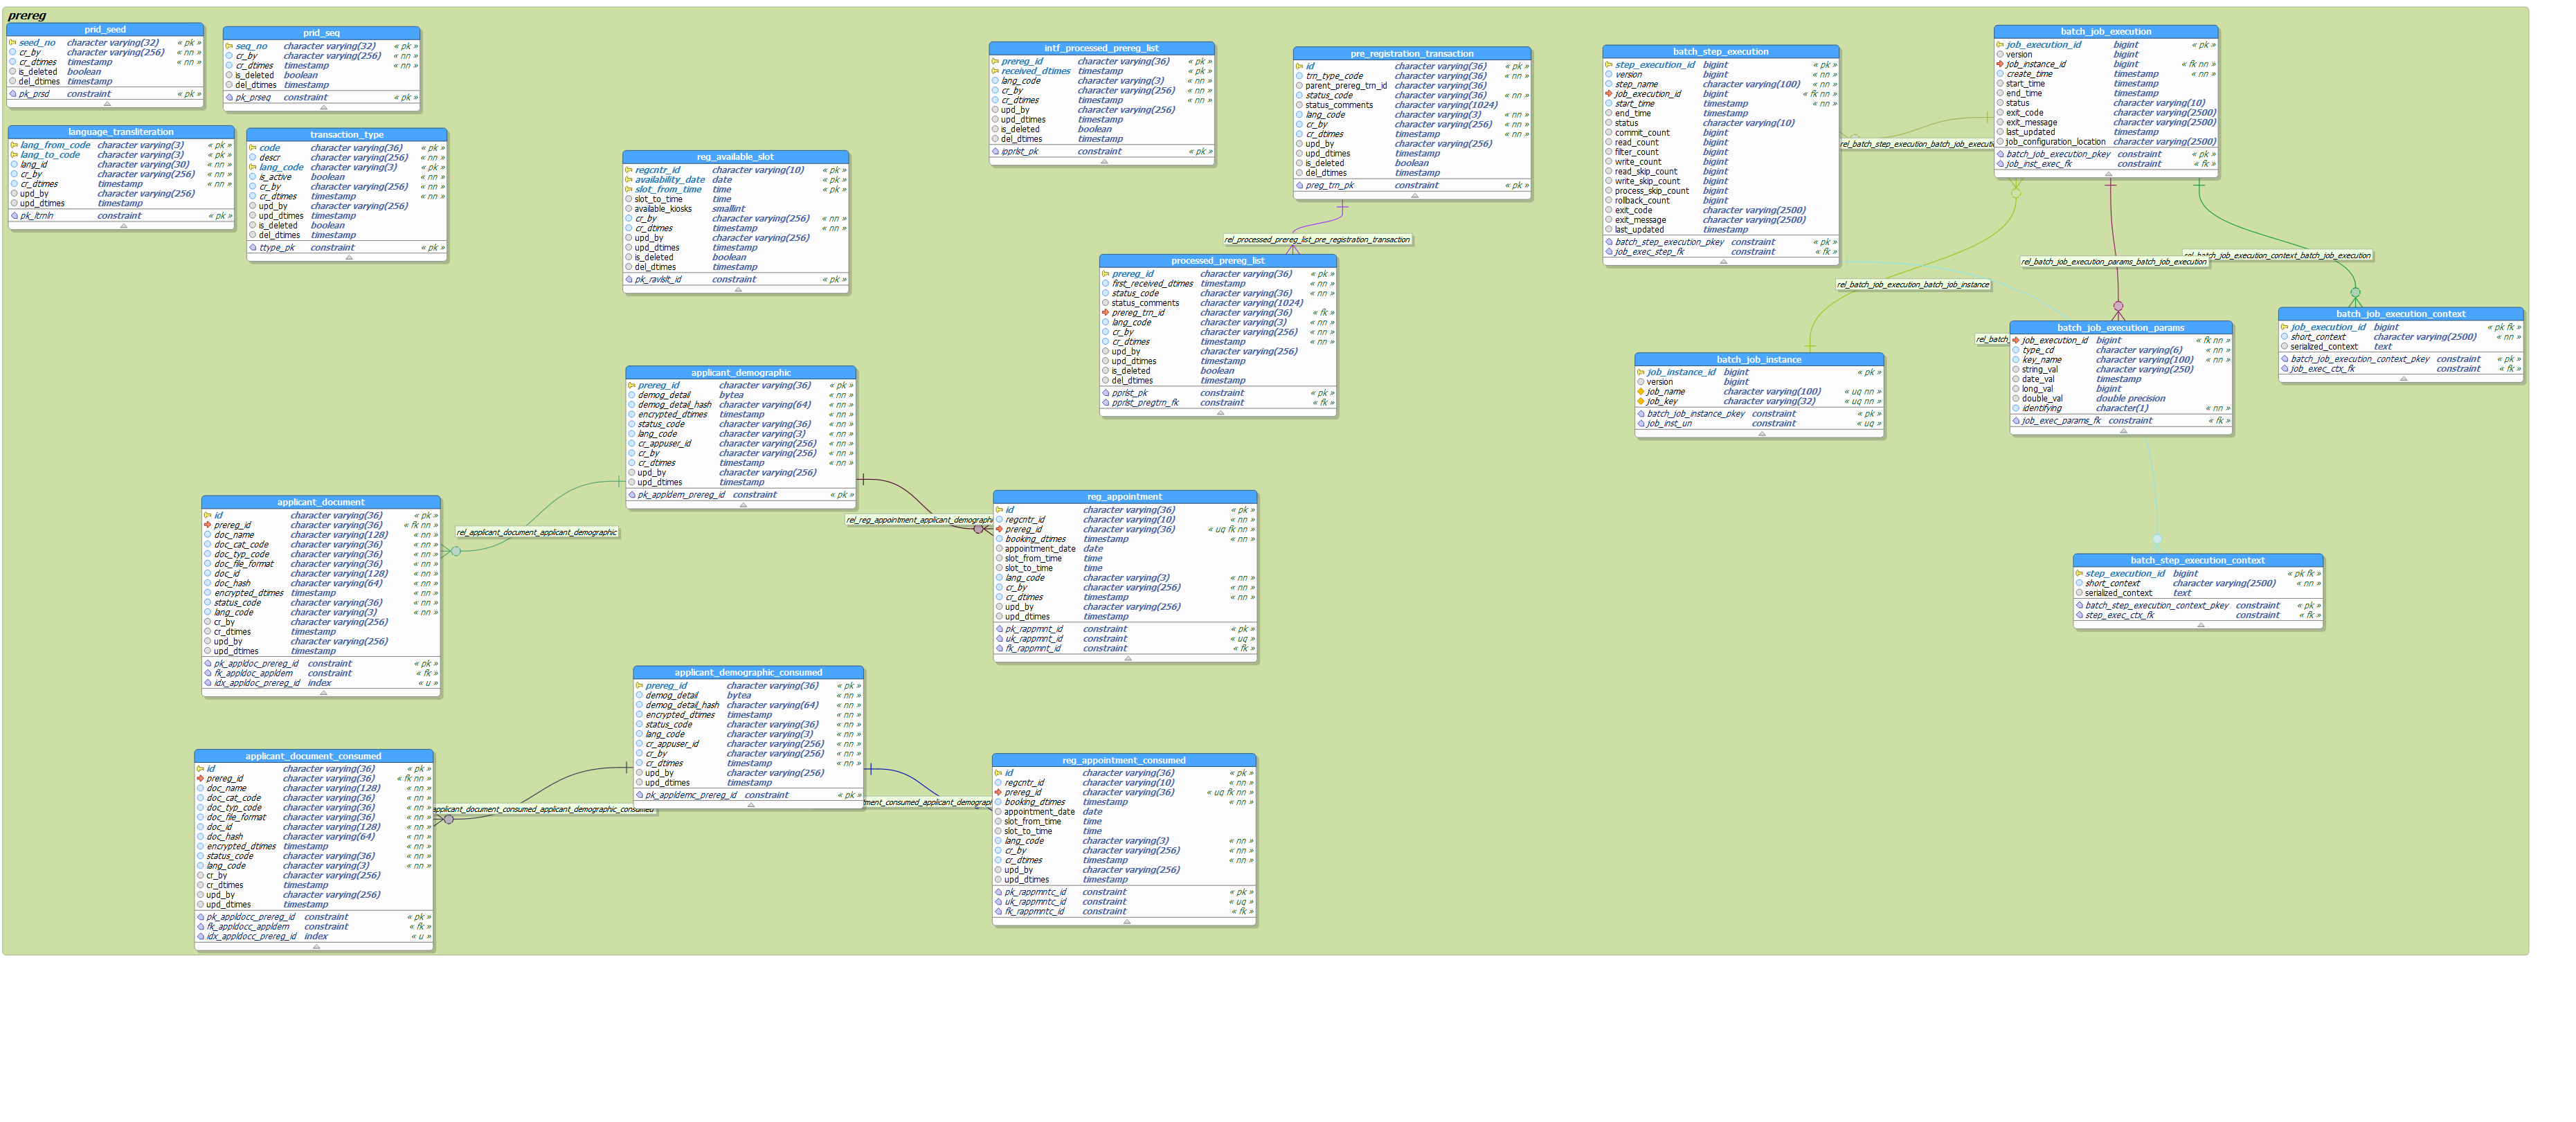 prereg
prid_seed
seed_no character varying(32) « pk »
cr_by character varying(256) « nn »
cr_dtimes timestamp « nn »
is_deleted boolean
del_dtimes timestamp
pk_prsd constraint « pk »
prid_seq
seq_no character varying(32) « pk »
cr_by character varying(256) « nn »
cr_dtimes timestamp « nn »
is_deleted boolean
del_dtimes timestamp
pk_prseq constraint « pk »
language_transliteration
lang_from_code character varying(3) « pk »
lang_to_code character varying(3) « pk »
lang_id character varying(30) « nn »
cr_by character varying(256) « nn »
cr_dtimes timestamp « nn »
upd_by character varying(256)
upd_dtimes timestamp
pk_ltrnln constraint « pk »
transaction_type
code character varying(36) « pk »
descr character varying(256) « nn »
lang_code character varying(3) « pk »
is_active boolean « nn »
cr_by character varying(256) « nn »
cr_dtimes timestamp « nn »
upd_by character varying(256)
upd_dtimes timestamp
is_deleted boolean
del_dtimes timestamp
ttype_pk constraint « pk »
reg_available_slot
regcntr_id character varying(10) « pk »
availability_date date « pk »
slot_from_time time « pk »
slot_to_time time
available_kiosks smallint
cr_by character varying(256) « nn »
cr_dtimes timestamp « nn »
upd_by character varying(256)
upd_dtimes timestamp
is_deleted boolean
del_dtimes timestamp
pk_ravlslt_id constraint « pk »
intf_processed_prereg_list
prereg_id character varying(36) « pk »
received_dtimes timestamp « pk »
lang_code character varying(3) « nn »
cr_by character varying(256) « nn »
cr_dtimes timestamp « nn »
upd_by character varying(256)
upd_dtimes timestamp
is_deleted boolean
del_dtimes timestamp
ipprlst_pk constraint « pk »
pre_registration_transaction
id character varying(36) « pk »
trn_type_code character varying(36) « nn »
parent_prereg_trn_id character varying(36)
status_code character varying(36) « nn »
status_comments character varying(1024)
lang_code character varying(3) « nn »
cr_by character varying(256) « nn »
cr_dtimes timestamp « nn »
upd_by character varying(256)
upd_dtimes timestamp
is_deleted boolean
del_dtimes timestamp
preg_trn_pk constraint « pk »
rel_processed_prereg_list_pre_registration_transaction
processed_prereg_list
prereg_id character varying(36) « pk »
first_received_dtimes timestamp « nn »
status_code character varying(36) « nn »
status_comments character varying(1024)
prereg_trn_id character varying(36) « fk »
lang_code character varying(3) « nn »
cr_by character varying(256) « nn »
cr_dtimes timestamp « nn »
upd_by character varying(256)
upd_dtimes timestamp
is_deleted boolean
del_dtimes timestamp
pprlst_pk constraint « pk »
pprlst_pregtrn_fk constraint « fk »
batch_step_execution
step_execution_id bigint « pk »
version bigint « nn »
step_name character varying(100) « nn »
job_execution_id bigint « fk nn »
start_time timestamp « nn »
end_time timestamp
status character varying(10)
commit_count bigint
read_count bigint
filter_count bigint
write_count bigint
read_skip_count bigint
write_skip_count bigint
process_skip_count bigint
rollback_count bigint
exit_code character varying(2500)
exit_message character varying(2500)
last_updated timestamp
batch_step_execution_pkey constraint « pk »
job_exec_step_fk constraint « fk »
rel_batch_step_execution_batch_job_executi
batch_job_execution
job_execution_id bigint « pk »
version bigint
job_instance_id bigint « fk nn »
create_time timestamp « nn »
start_time timestamp
end_time timestamp
status character varying(10)
exit_code character varying(2500)
exit_message character varying(2500)
last_updated timestamp
job_configuration_location character varying(2500)
batch_job_execution_pkey constraint « pk »
job_inst_exec_fk constraint « fk »
batch_job_execution_context_batch_job_execution
rel_batch_job_execution_params_batch_job_execution
rel_batch_job_execution_batch_job_instance
rel_batch_
batch_job_instance
job_instance_id bigint « pk »
version bigint
job_name character varying(100) « uq nn »
job_key character varying(32) « uq nn »
batch_job_instance_pkey constraint « pk »
job_inst_un constraint « uq »
batch_job_execution_params
job_execution_id bigint « fk nn »
type_cd character varying(6) « nn »
key_name character varying(100) « nn »
string_val character varying(250)
date_val timestamp
long_val bigint
double_val double precision
identifying character(1) « nn »
job_exec_params_fk constraint « fk »
batch_job_execution_context
job_execution_id bigint « pk fk »
short_context character varying(2500) « nn »
serialized_context text
batch_job_execution_context_pkey constraint « pk »
job_exec_ctx_fk constraint « fk »
applicant_demographic
prereg_id character varying(36) « pk »
demog_detail bytea « nn »
demog_detail_hash character varying(64) « nn »
encrypted_dtimes timestamp « nn »
status_code character varying(36) « nn »
lang_code character varying(3) « nn »
cr_appuser_id character varying(256) « nn »
cr_by character varying(256) « nn »
cr_dtimes timestamp « nn »
upd_by character varying(256)
upd_dtimes timestamp
pk_appldem_prereg_id constraint « pk »
applicant_document
id character varying(36) « pk »
prereg_id character varying(36) « fk nn »
doc_name character varying(128) « nn »
doc_cat_code character varying(36) « nn »
doc_typ_code character varying(36) « nn »
doc_file_format character varying(36) « nn »
doc_id character varying(128) « nn »
doc_hash character varying(64) « nn »
encrypted_dtimes timestamp « nn »
status_code character varying(36) « nn »
lang_code character varying(3) « nn »
cr_by character varying(256)
cr_dtimes timestamp
upd_by character varying(256)
upd_dtimes timestamp
pk_appldoc_prereg_id constraint « pk »
fk_appldoc_appldem constraint « fk »
idx_appldoc_prereg_id index « u »
rel_applicant_document_applicant_demographic
rel_reg_appointment_applicant_demographi
reg_appointment
id character varying(36) « pk »
regcntr_id character varying(10) « nn »
prereg_id character varying(36) « uq fk nn »
booking_dtimes timestamp « nn »
appointment_date date
slot_from_time time
slot_to_time time
lang_code character varying(3) « nn »
cr_by character varying(256) « nn »
cr_dtimes timestamp « nn »
upd_by character varying(256)
upd_dtimes timestamp
pk_rappmnt_id constraint « pk »
uk_rappmnt_id constraint « uq »
fk_rappmnt_id constraint « fk »
batch_step_execution_context
step_execution_id bigint « pk fk »
short_context character varying(2500) « nn »
serialized_context text
batch_step_execution_context_pkey constraint « pk »
step_exec_ctx_fk constraint « fk »
applicant_demographic_consumed
prereg_id character varying(36) « pk »
demog_detail bytea « nn »
demog_detail_hash character varying(64) « nn »
encrypted_dtimes timestamp « nn »
status_code character varying(36) « nn »
lang_code character varying(3) « nn »
cr_appuser_id character varying(256) « nn »
cr_by character varying(256) « nn »
cr_dtimes timestamp « nn »
upd_by character varying(256)
upd_dtimes timestamp
pk_appldemc_prereg_id constraint « pk »
applicant_document_consumed
id character varying(36) « pk »
prereg_id character varying(36) « fk nn »
doc_name character varying(128) « nn »
doc_cat_code character varying(36) « nn »
doc_typ_code character varying(36) « nn »
doc_file_format character varying(36) « nn »
doc_id character varying(128) « nn »
doc_hash character varying(64) « nn »
encrypted_dtimes timestamp « nn »
status_code character varying(36) « nn »
lang_code character varying(3) « nn »
cr_by character varying(256)
cr_dtimes timestamp
upd_by character varying(256)
upd_dtimes timestamp
pk_appldocc_prereg_id constraint « pk »
fk_appldocc_appldem constraint « fk »
idx_appldocc_prereg_id index « u »
applicant_document_consumed_applicant_demographic_consumed
tment_consumed_applicant_demograp
reg_appointment_consumed
id character varying(36) « pk »
regcntr_id character varying(10) « nn »
prereg_id character varying(36) « uq fk nn »
booking_dtimes timestamp « nn »
appointment_date date
slot_from_time time
slot_to_time time
lang_code character varying(3) « nn »
cr_by character varying(256) « nn »
cr_dtimes timestamp « nn »
upd_by character varying(256)
upd_dtimes timestamp
pk_rappmntc_id constraint « pk »
uk_rappmntc_id constraint « uq »
fk_rappmntc_id constraint « fk »